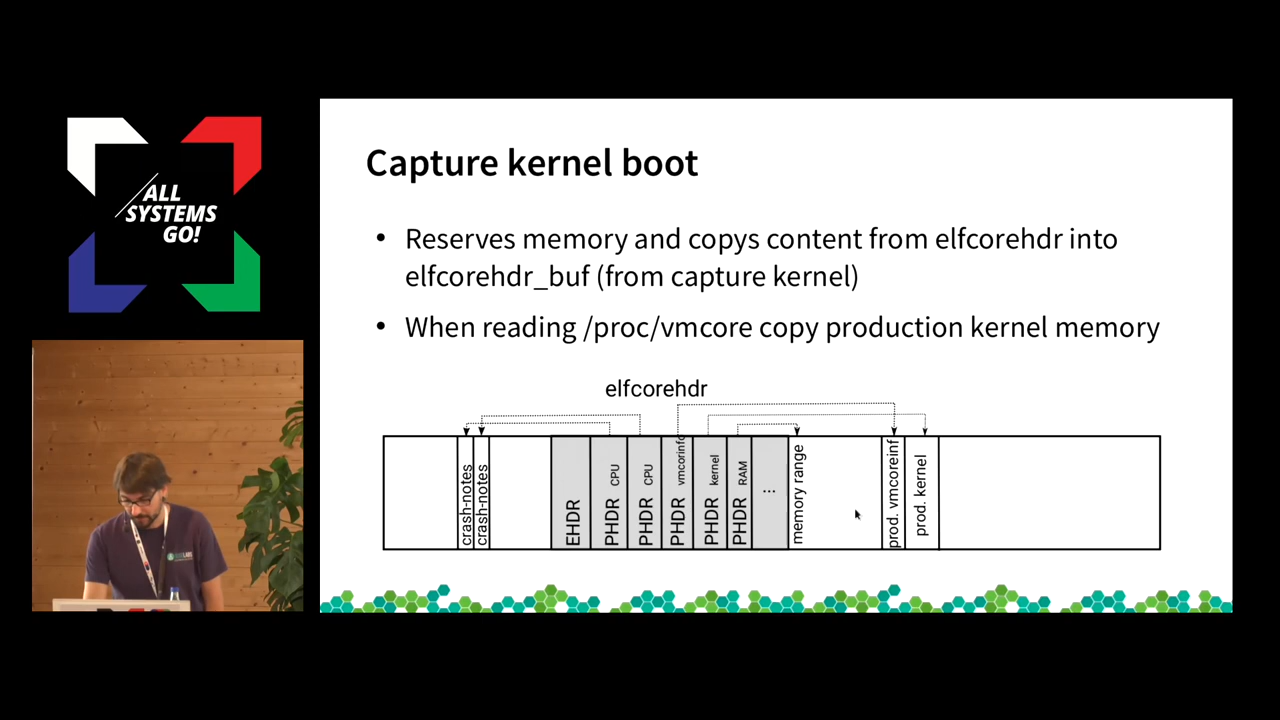 ALL
SYSTEMS
GO!
Capture kernel boot
• Reserves memory and copys content from elfcorehdr into
elfcorehdr_buf (from capture kernel)
• When reading /proc/vmcore copy production kernel memory
elfcorehdr
crash-notes
crash-notes
EHDR
PHDR CPU
PHDR CPU
PHDR vmcorinfo
PHDR kernel
PHDR RAM
...
memory range
prod. vmcoreinf
prod. kernel